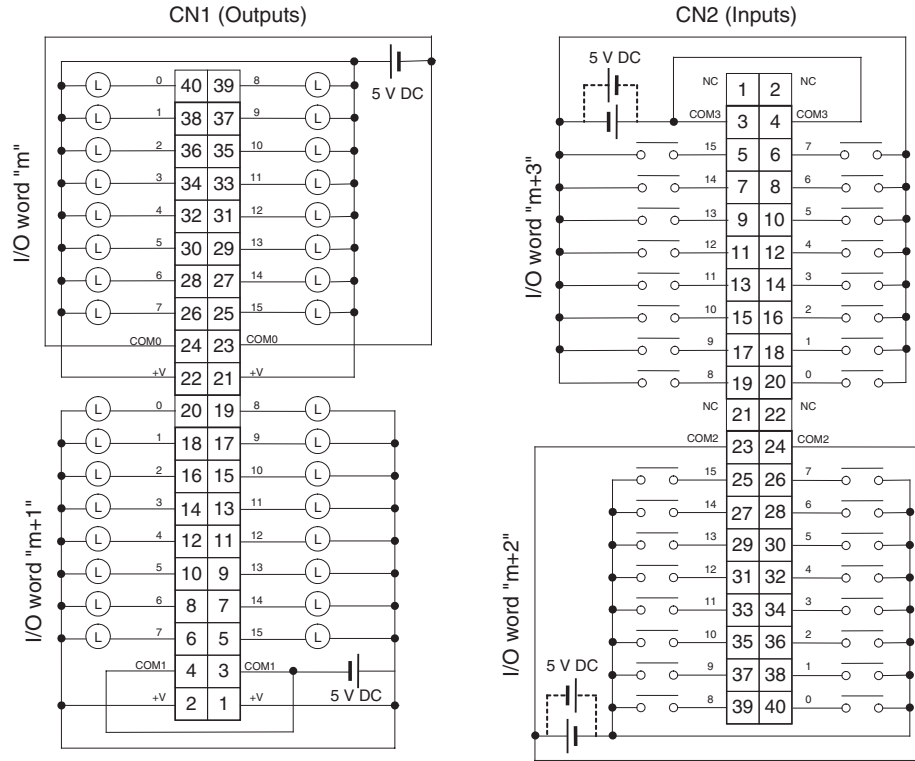 CN1 (Outputs)
5 V DC
I/O word "m"
0 40 39 8
L L
1 38 37 9
L L
2 36 35 10
L L
3 34 33 11
L L
4 32 31 12
L L
5 30 29 13
L L
6 28 27 14
L L
7 26 25 15
L L
COM0 24 23 COM0
+V 22 21 +V
I/O word "m+1"
0 20 19 8
L L
1 18 17 9
L L
2 16 15 10
L L
3 14 13 11
L L
4 12 11 12
L L
5 10 9 13
L L
6 8 7 14
L L
7 6 5 15
L L
COM1 4 3 COM1
5 V DC
+V 2 1 +V
CN2 (Inputs)
5 V DC
NC 1 2 NC
COM3 3 4 COM3
I/O word "m+3"
15 5 6 7
14 7 8 6
13 9 10 5
12 11 12 4
11 13 14 3
10 15 16 2
9 17 18 1
8 19 20 0
NC 21 22 NC
COM2 23 24 COM2
I/O word "m+2"
15 25 26 7
14 27 28 6
13 29 30 5
12 31 32 4
11 33 34 3
10 35 36 2
9 37 38 1
8 39 40 0
5 V DC